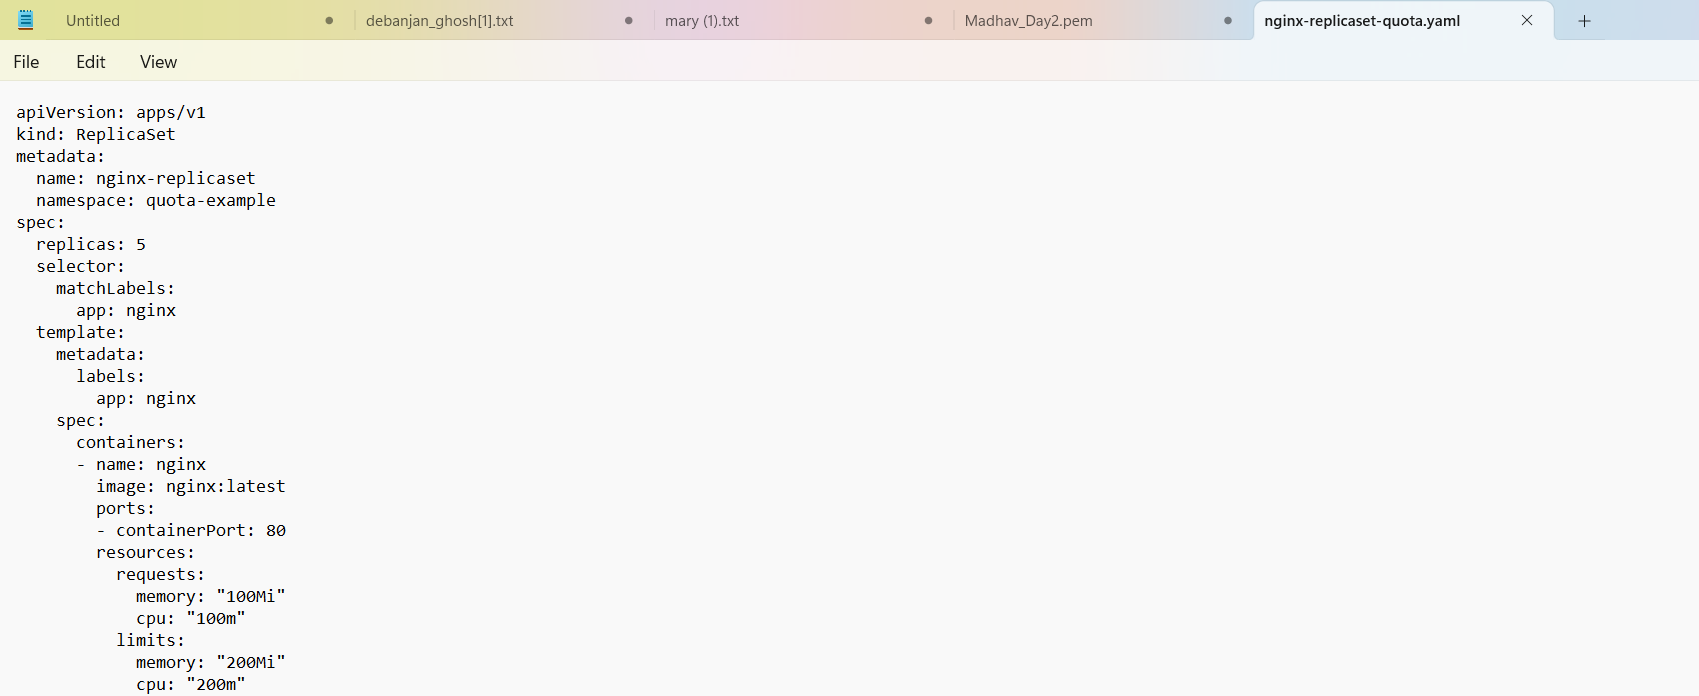 Untitled
debanjan_ghosh[1].txt
mary (1).txt
Madhav_Day2.pem
nginx-replicaset-quota.yaml
File Edit View
apiVersion: apps/v1
kind: ReplicaSet
metadata:
  name: nginx-replicaset
  namespace: quota-example
spec:
  replicas: 5
  selector:
    matchLabels:
      app: nginx
  template:
    metadata:
      labels:
        app: nginx
    spec:
      containers:
      - name: nginx
        image: nginx:latest
        ports:
        - containerPort: 80
        resources:
          requests:
            memory: "100Mi"
            cpu: "100m"
          limits:
            memory: "200Mi"
            cpu: "200m"